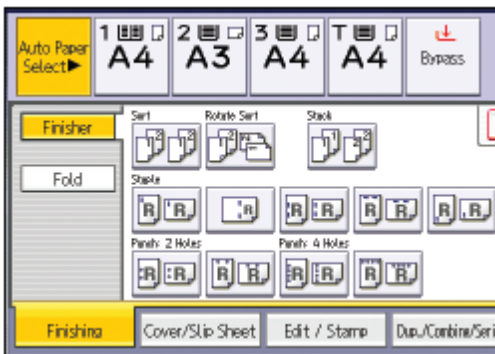 Auto Paper Select▶
1 A4
2 A3
3 A4
T A4
Bypass
Finisher
Sort
Rotate Sort
Stack
Fold
Staple
Punch: 2 Holes
Punch: 4 Holes
Finishing
Cover/Slip Sheet
Edit / Stamp
Dup./Combine/Seri